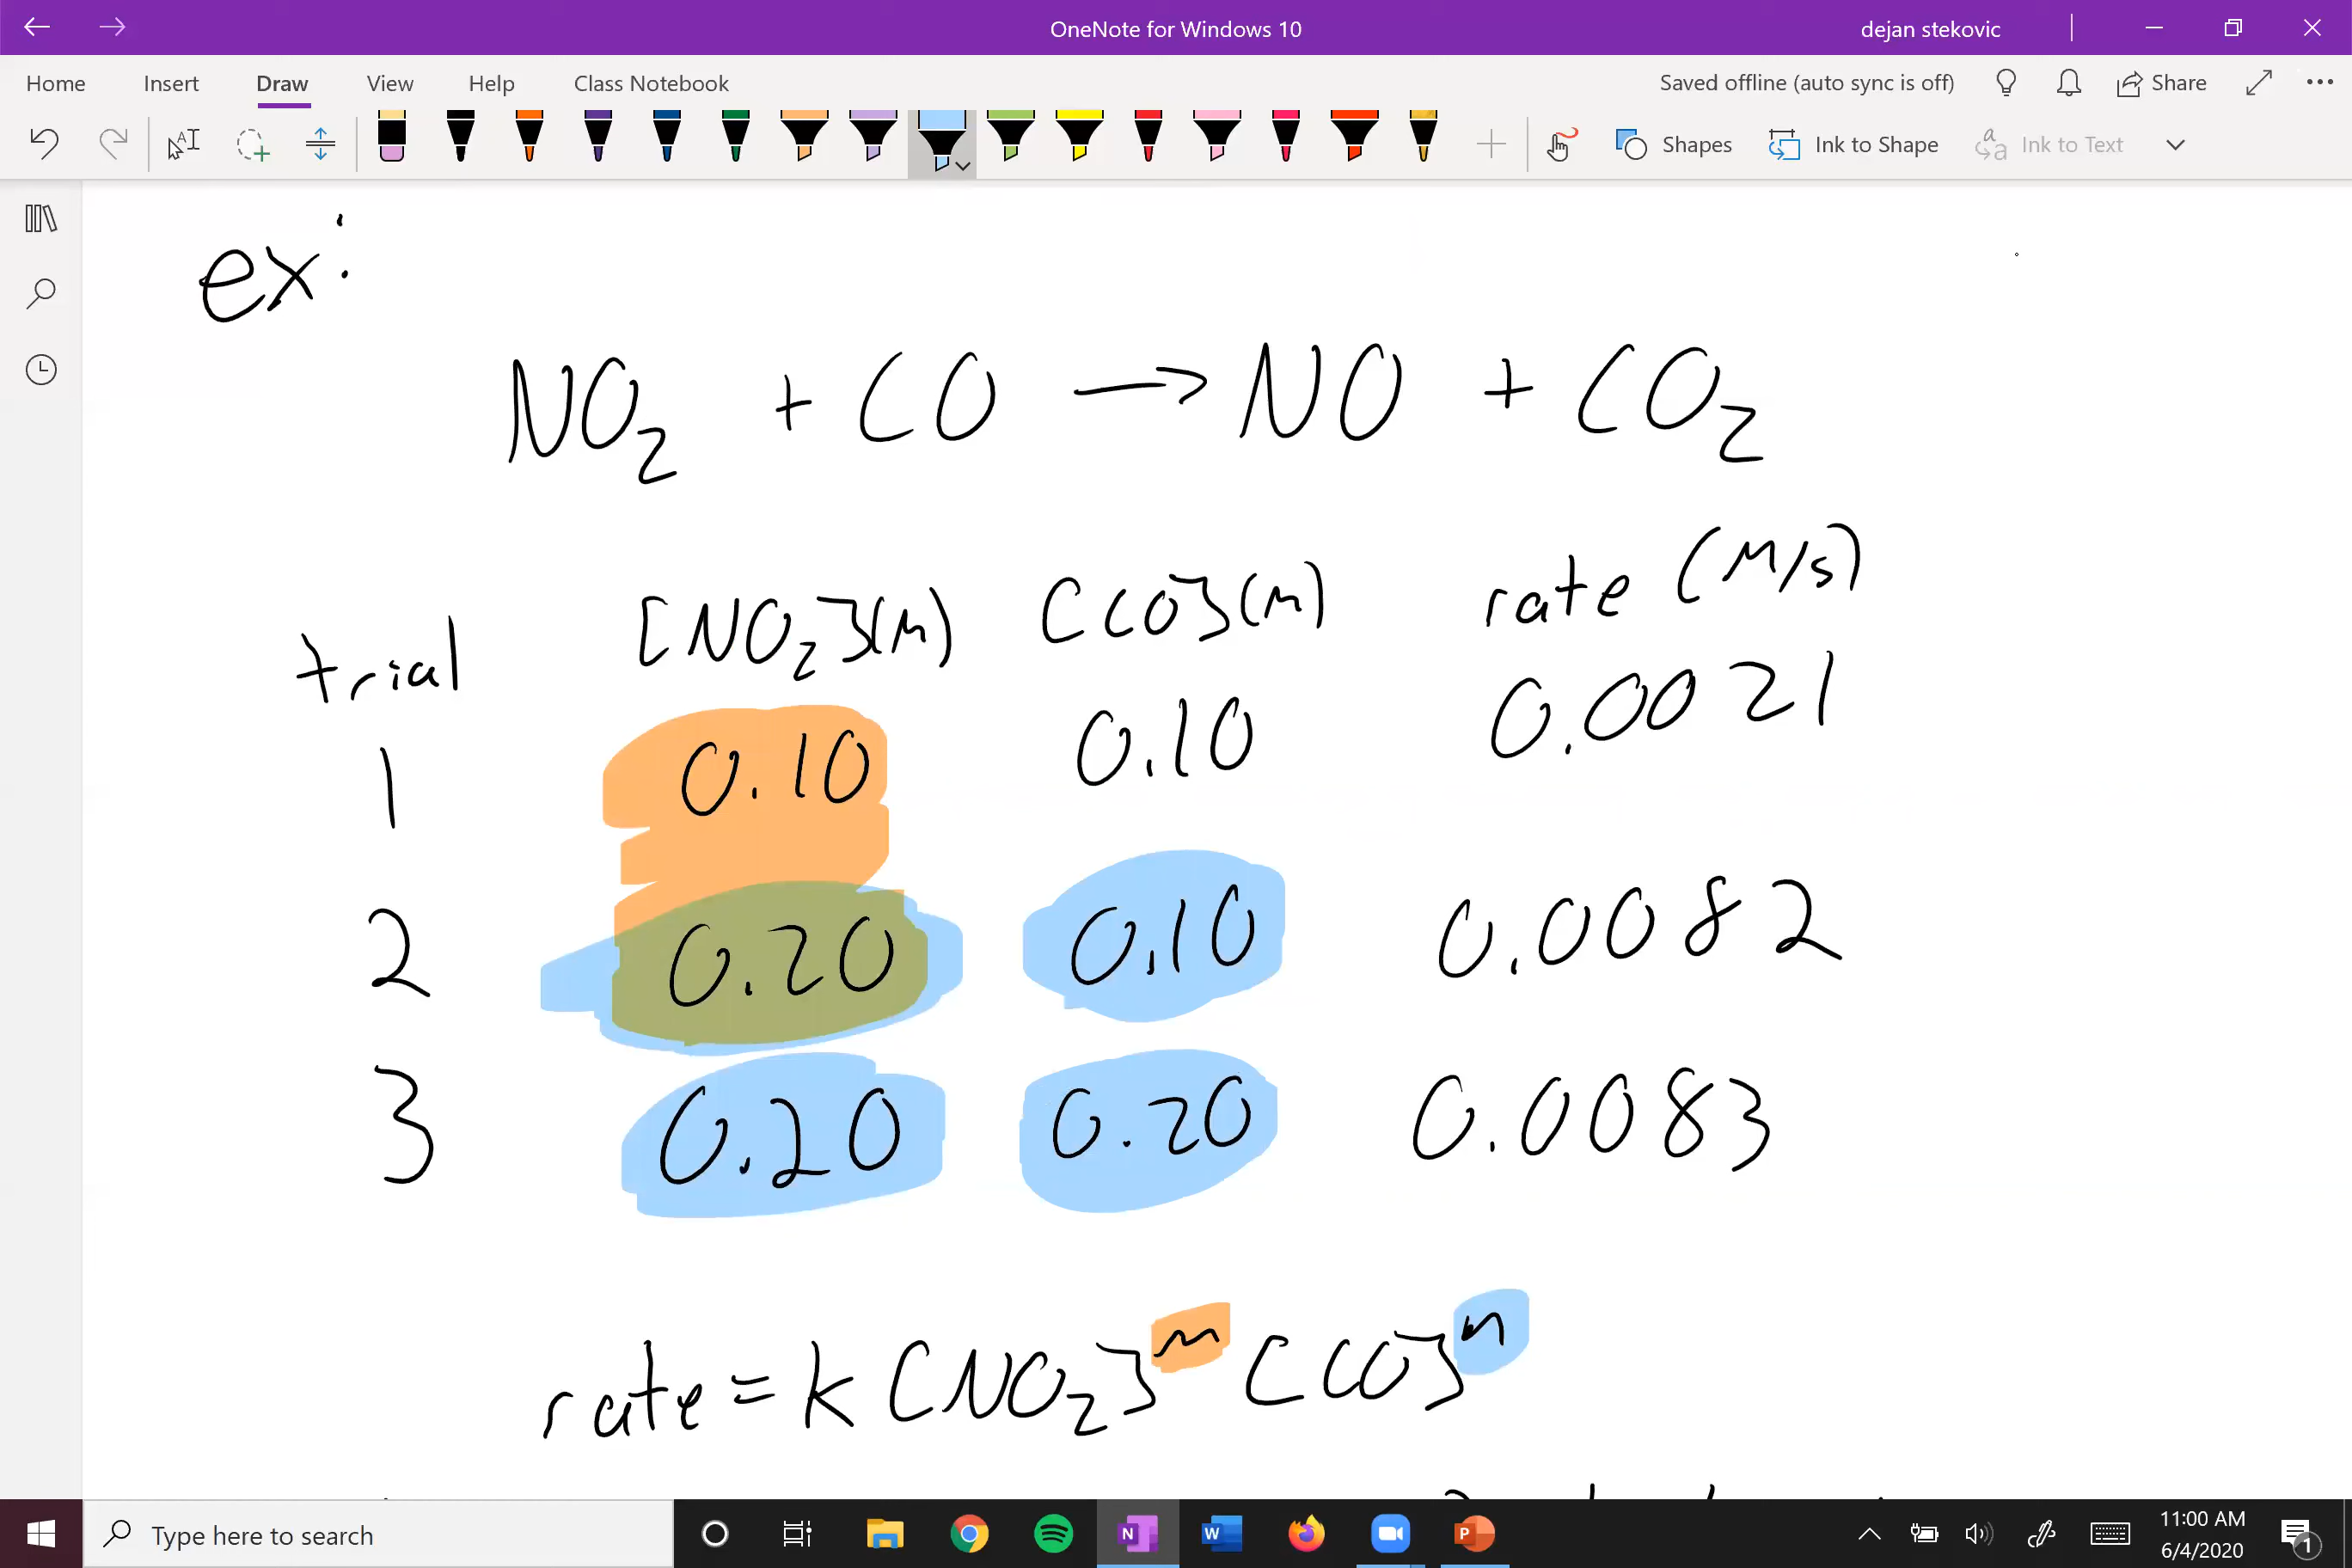 OneNote for Windows 10
dejan stekovic
Home Insert Draw View Help Class Notebook
Saved offline (auto sync is off) Share
Shapes Ink to Shape Ink to Text
ex:
NO₂ + CO → NO + CO₂
trial [NO₂](M) [CO](M) rate (M/s)
1 0.10 0.10 0.0021
2 0.20 0.10 0.0082
3 0.20 0.20 0.0083
rate = k[NO₂]ᵐ[CO]ⁿ
Type here to search
N W P
11:00 AM
6/4/2020
1